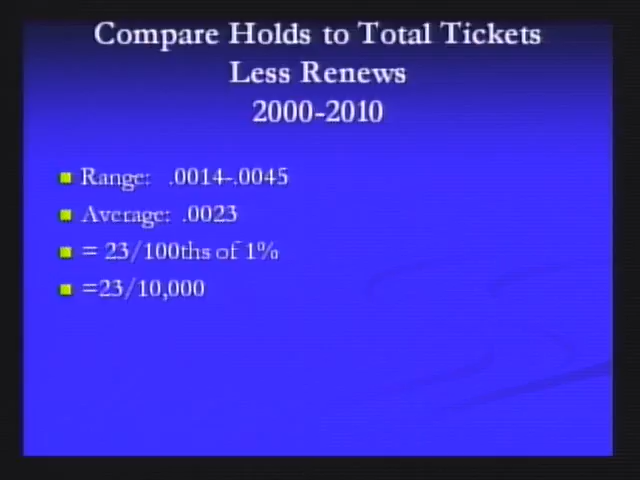 Compare Holds to Total Tickets
Less Renews
2000-2010
Range: .0014-.0045
Average: .0023
= 23/100ths of 1%
=23/10,000